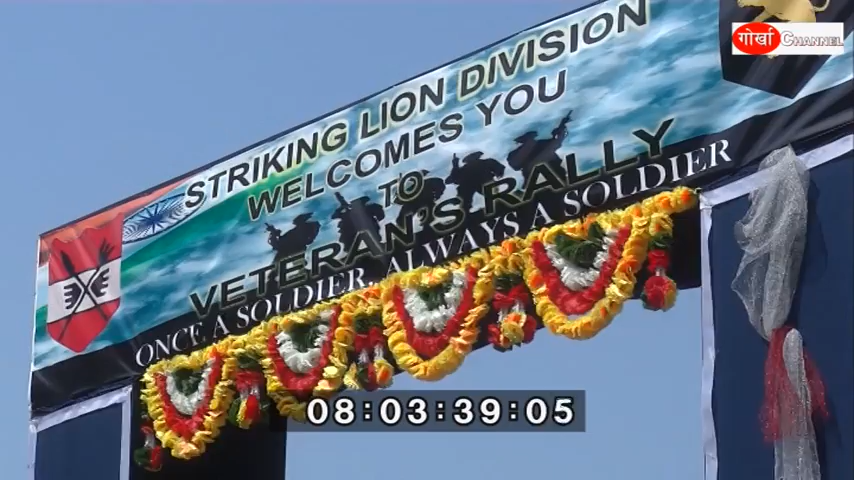 गोर्खा CHANNEL
STRIKING LION DIVISION
WELCOMES YOU
TO
VETERAN'S RALLY
ONCE A SOLDIER, ALWAYS A SOLDIER
08:03:39:05